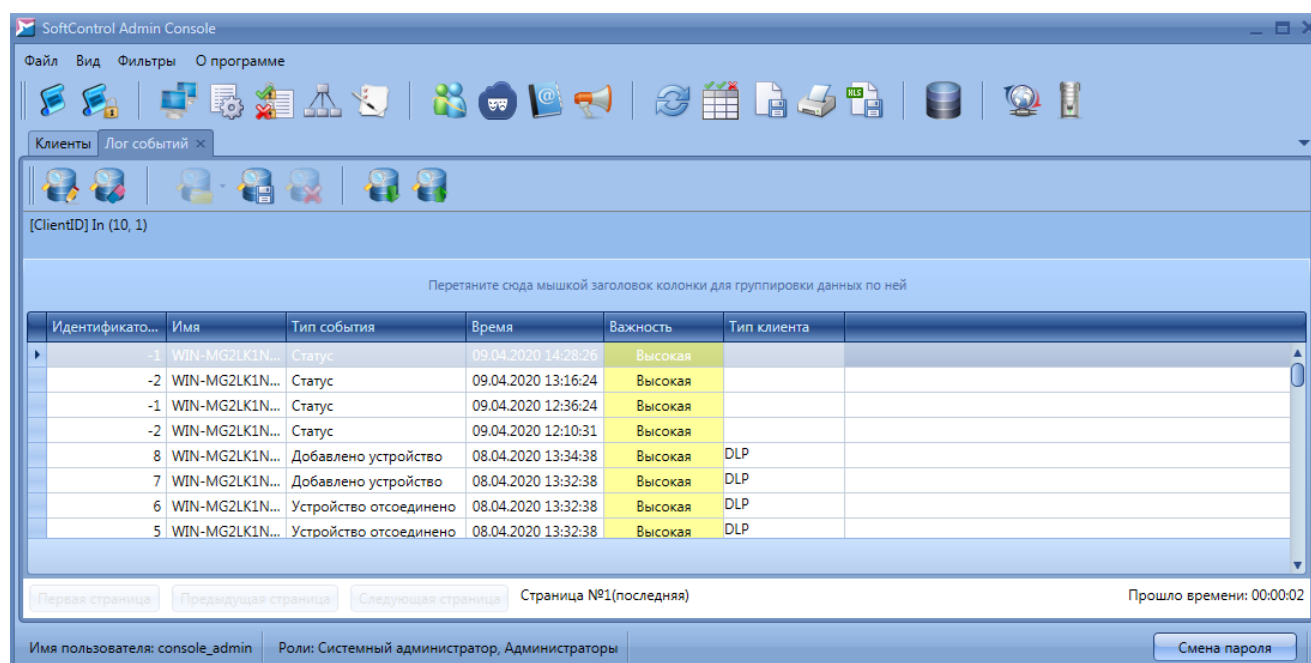 SoftControl Admin Console
Файл Вид Фильтры О программе
XLS
Клиенты Лог событий
[ClientID] In (10, 1)
Перетяните сюда мышкой заголовок колонки для группировки данных по ней
Идентификато... Имя Тип события Время Важность Тип клиента
-1 WIN-MG2LK1N... Статус 09.04.2020 14:28:26 Высокая
-2 WIN-MG2LK1N... Статус 09.04.2020 13:16:24 Высокая
-1 WIN-MG2LK1N... Статус 09.04.2020 12:36:24 Высокая
-2 WIN-MG2LK1N... Статус 09.04.2020 12:10:31 Высокая
8 WIN-MG2LK1N... Добавлено устройство 08.04.2020 13:34:38 Высокая DLP
7 WIN-MG2LK1N... Добавлено устройство 08.04.2020 13:32:38 Высокая DLP
6 WIN-MG2LK1N... Устройство отсоединено 08.04.2020 13:32:38 Высокая DLP
5 WIN-MG2LK1N... Устройство отсоединено 08.04.2020 13:32:38 Высокая DLP
Первая страница Предыдущая страница Следующая страница Страница №1(последняя) Прошло времени: 00:00:02
Имя пользователя: console_admin Роли: Системный администратор, Администраторы Смена пароля